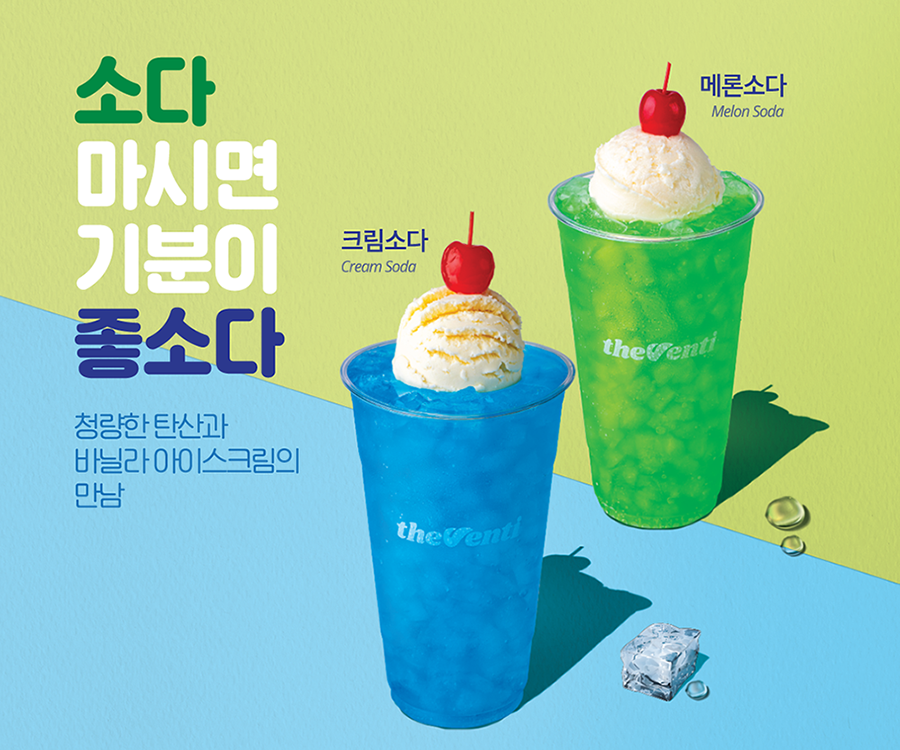 소다
마시면
기분이
좋소다
청량한 탄산과
바닐라 아이스크림의
만남
크림소다
Cream Soda
메론소다
Melon Soda
theVenti
theVenti